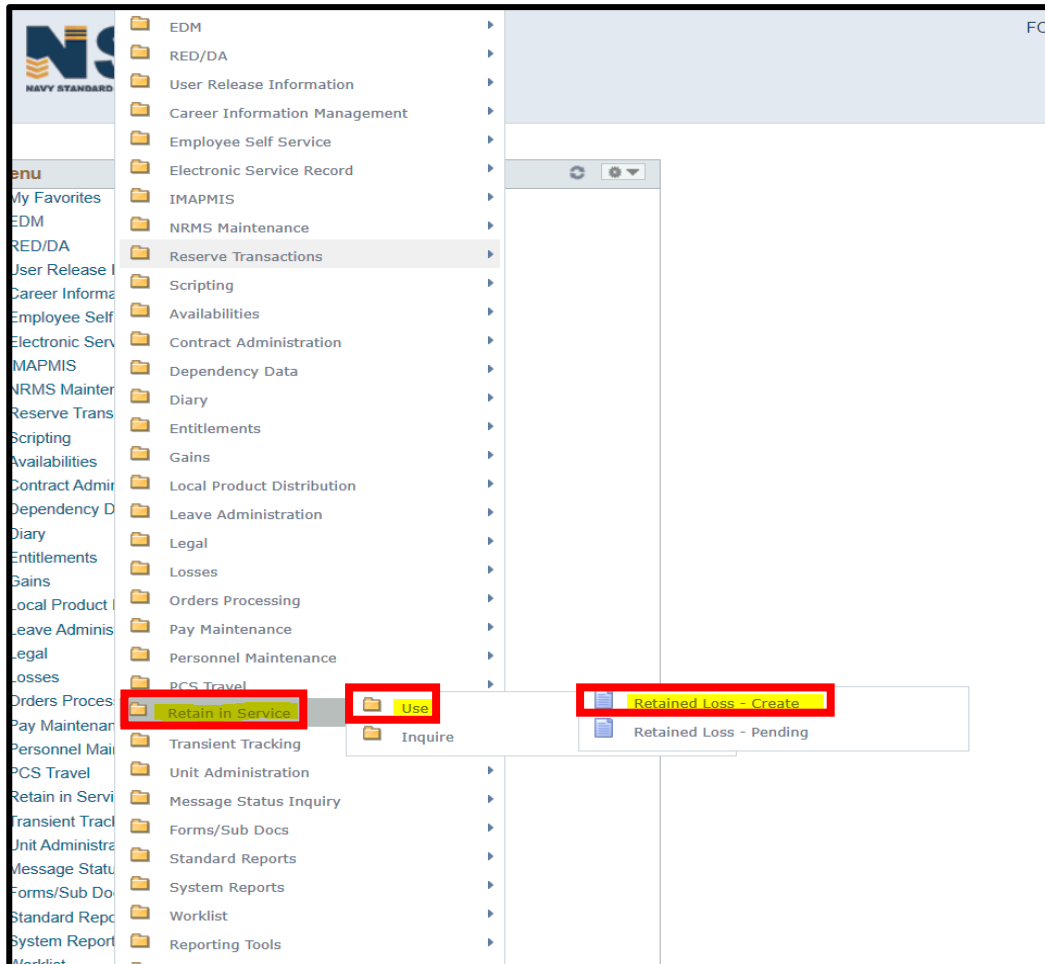 NS
NAVY STANDARD
FO
EDM
RED/DA
User Release Information
Career Information Management
Employee Self Service
Electronic Service Record
IMAPMIS
NRMS Maintenance
Reserve Transactions
Scripting
Availabilities
Contract Administration
Dependency Data
Diary
Entitlements
Gains
Local Product Distribution
Leave Administration
Legal
Losses
Orders Processing
Pay Maintenance
Personnel Maintenance
PCS Travel
Retain in Service
Transient Tracking
Unit Administration
Message Status Inquiry
Forms/Sub Docs
Standard Reports
System Reports
Worklist
Reporting Tools
Use
Inquire
Retained Loss - Create
Retained Loss - Pending
enu
My Favorites
EDM
RED/DA
User Release I
Career Informa
Employee Self
Electronic Serv
IMAPMIS
NRMS Mainter
Reserve Trans
Scripting
Availabilities
Contract Admir
Dependency D
Diary
Entitlements
Gains
Local Product
Leave Adminis
Legal
Losses
Orders Proces
Pay Maintenan
Personnel Mai
PCS Travel
Retain in Servi
Transient Tracl
Unit Administra
Message Statu
Forms/Sub Do
Standard Repo
System Report
Worklist